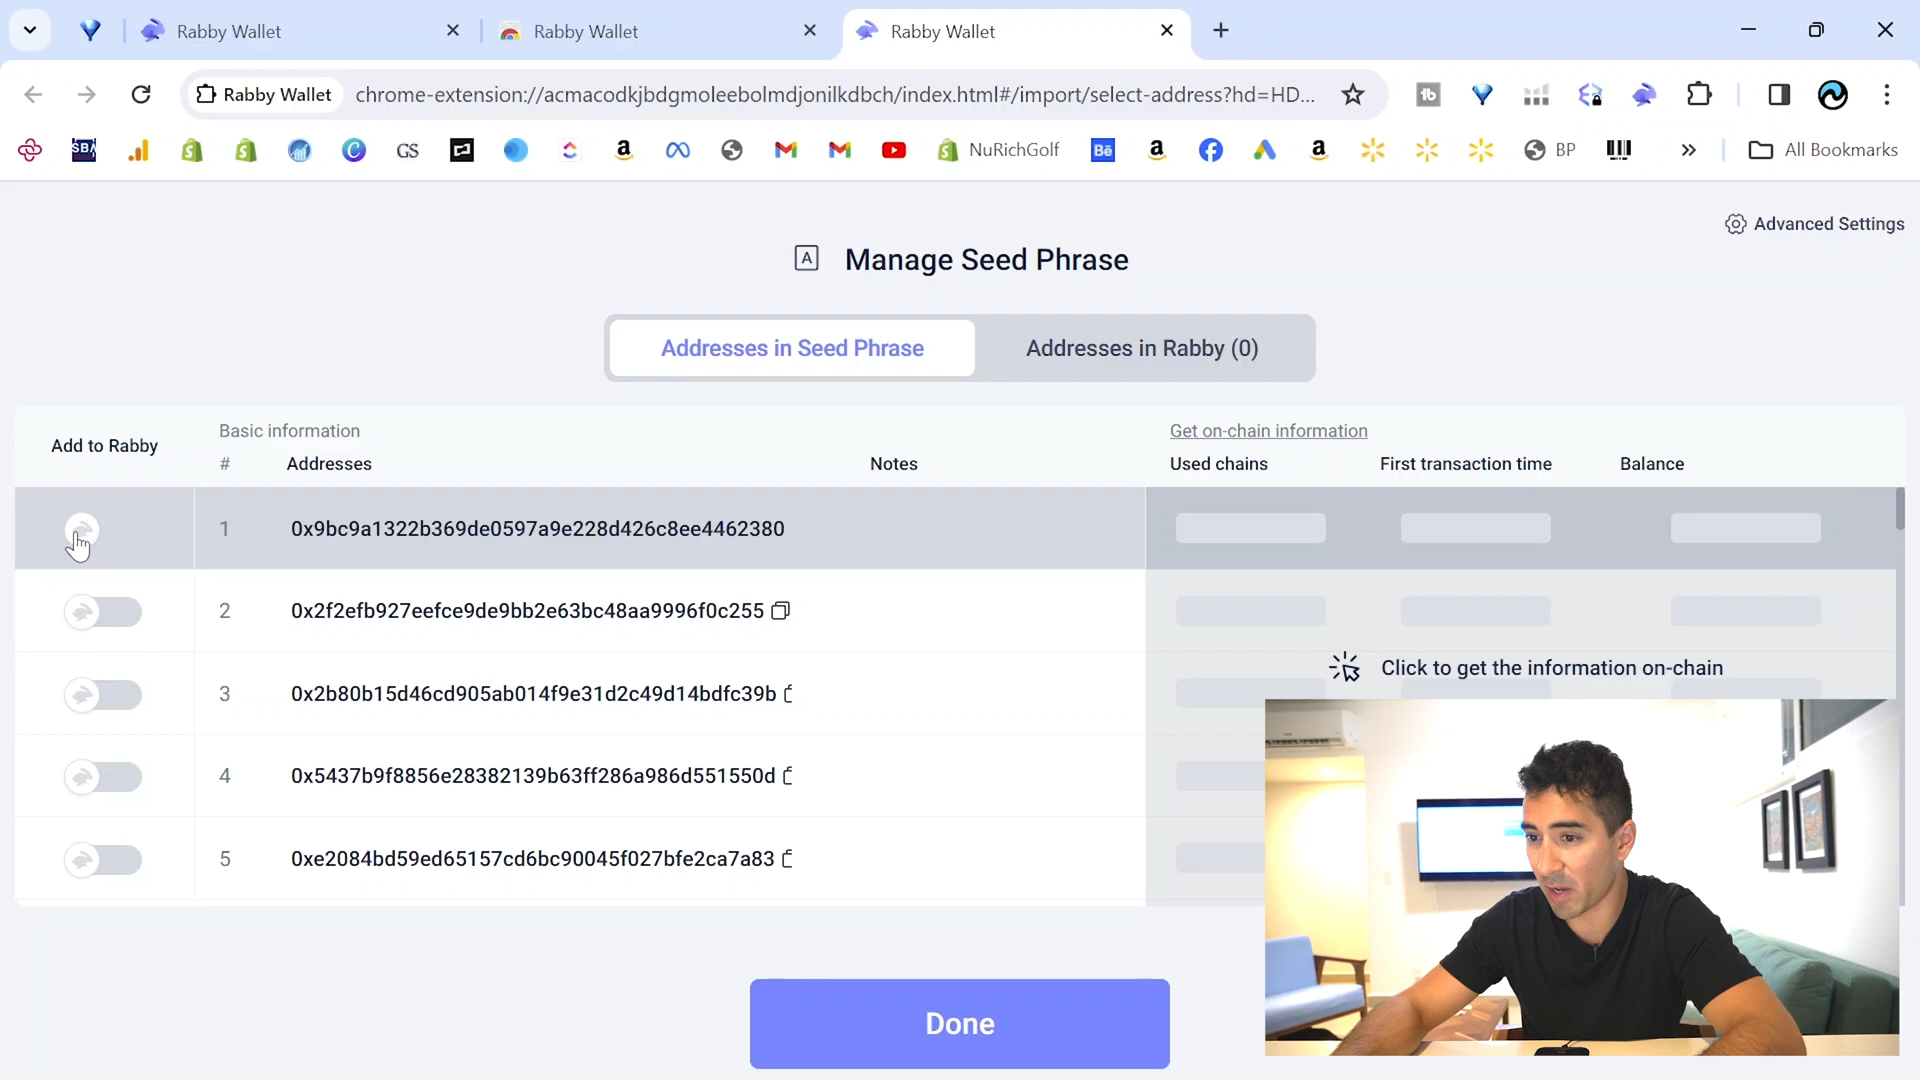 Rabby Wallet
Rabby Wallet
Rabby Wallet
Rabby Wallet
chrome-extension://acmacodkjbdgmoleebolmdjonilkdbch/index.html#/import/select-address?hd=HD...
SBA
GS
NuRichGolf
Bē
BP
All Bookmarks
Advanced Settings
A Manage Seed Phrase
Addresses in Seed Phrase
Addresses in Rabby (0)
Add to Rabby
Basic information
Get on-chain information
# Addresses Notes
Used chains First transaction time Balance
1 0x9bc9a1322b369de0597a9e228d426c8ee4462380
2 0x2f2efb927eefce9de9bb2e63bc48aa9996f0c255
Click to get the information on-chain
3 0x2b80b15d46cd905ab014f9e31d2c49d14bdfc39b
4 0x5437b9f8856e28382139b63ff286a986d551550d
5 0xe2084bd59ed65157cd6bc90045f027bfe2ca7a83
Done